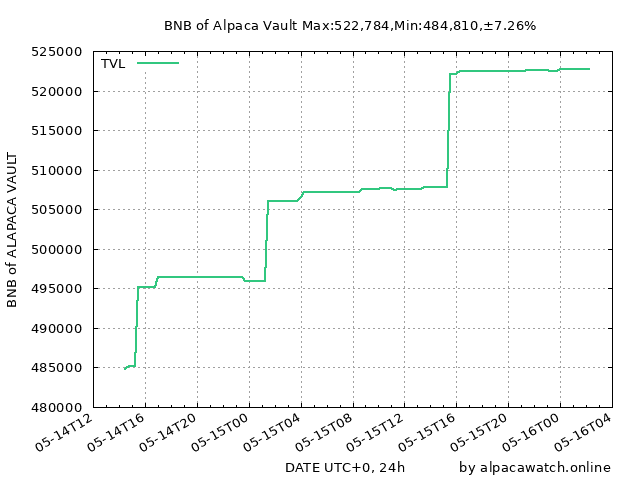 BNB of Alpaca Vault Max:522,784,Min:484,810,±7.26%
TVL
BNB of ALAPACA VAULT
525000
520000
515000
510000
505000
500000
495000
490000
485000
480000
05-14T12
05-14T16
05-14T20
05-15T00
05-15T04
05-15T08
05-15T12
05-15T16
05-15T20
05-16T00
05-16T04
DATE UTC+0, 24h
by alpacawatch.online